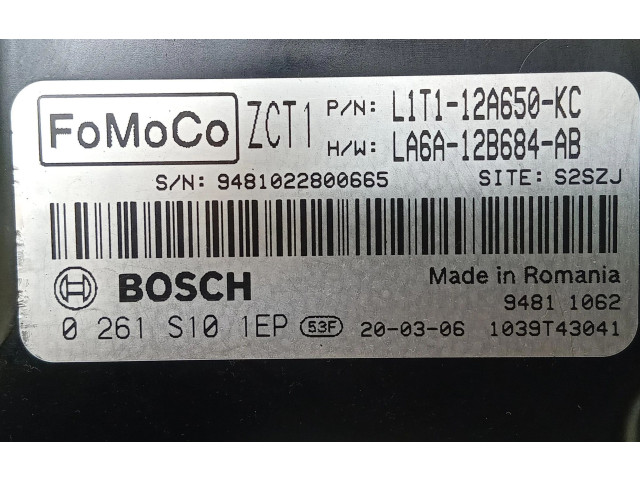 FoMoCo ZCT1 P/N: L1T1-12A650-KC
H/W: LA6A-12B684-AB
S/N: 9481022800665 SITE: S2SZJ
BOSCH Made in Romania
9481 1062
0 261 S10 1EP 53F 20-03-06 1039T43041